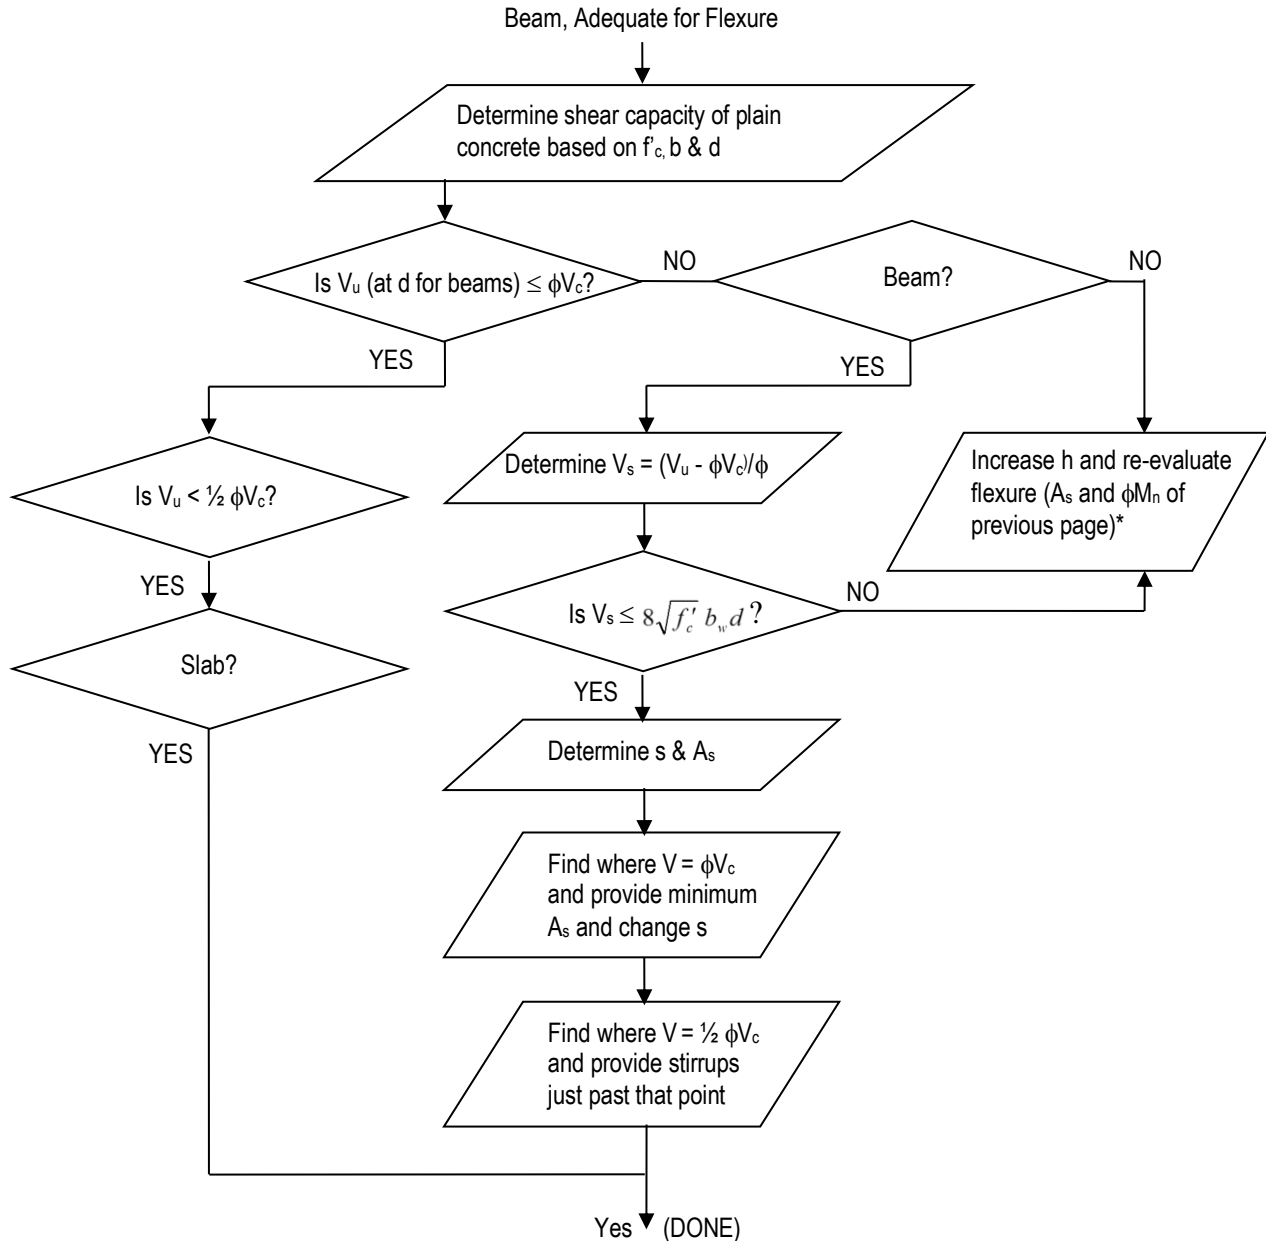 Beam, Adequate for Flexure
Determine shear capacity of plain
concrete based on f'c, b & d
Is Vu (at d for beams) ≤ ϕVc?
NO
Beam?
NO
YES
YES
Is Vu < ½ ϕVc?
Determine Vs = (Vu - ϕVc)/ϕ
Increase h and re-evaluate
flexure (As and ϕMn of
previous page)*
YES
Is Vs ≤ 8√f′c bwd ?
NO
Slab?
YES
YES
Determine s & As
Find where V = ϕVc
and provide minimum
As and change s
Find where V = ½ ϕVc
and provide stirrups
just past that point
Yes (DONE)